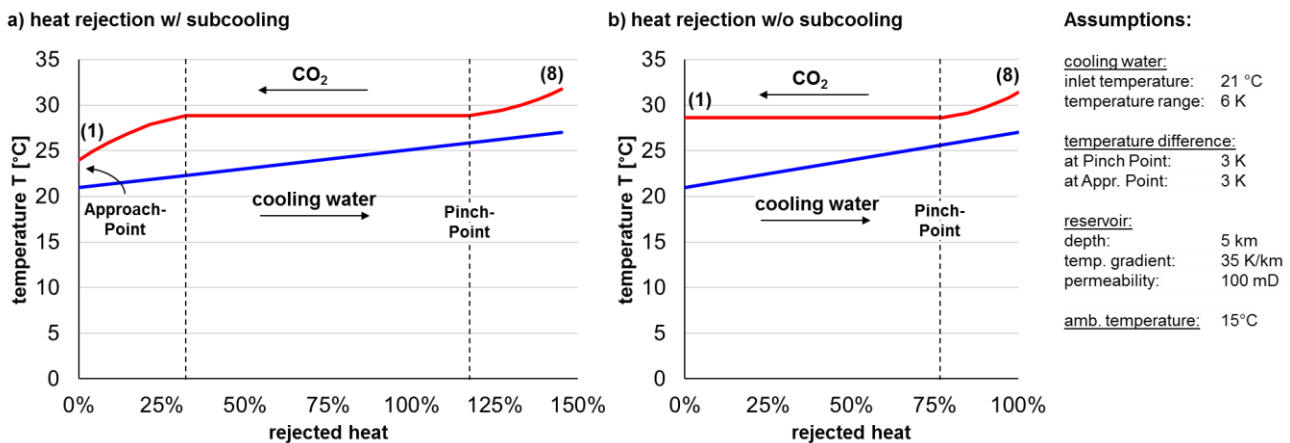 a) heat rejection w/ subcooling
35
30
25
20
15
10
5
0
temperature T [°C]
(1)
CO2
(8)
Approach-
Point
cooling water
Pinch-
Point
0% 25% 50% 75% 100% 125% 150%
rejected heat
b) heat rejection w/o subcooling
35
30
25
20
15
10
5
0
temperature T [°C]
(1)
CO2
(8)
cooling water
Pinch-
Point
0% 25% 50% 75% 100%
rejected heat
Assumptions:
cooling water:
inlet temperature: 21 °C
temperature range: 6 K
temperature difference:
at Pinch Point: 3 K
at Appr. Point: 3 K
reservoir:
depth: 5 km
temp. gradient: 35 K/km
permeability: 100 mD
amb. temperature: 15°C